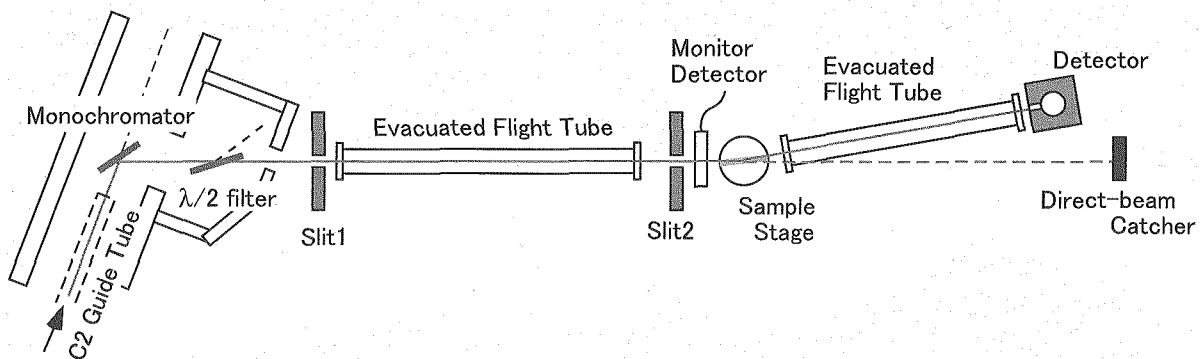 Monitor
Detector
Evacuated
Flight Tube
Detector
Monochromator
Evacuated Flight Tube
λ/2 filter
Slit1
Slit2
Sample
Stage
Direct-beam
Catcher
C2 Guide Tube